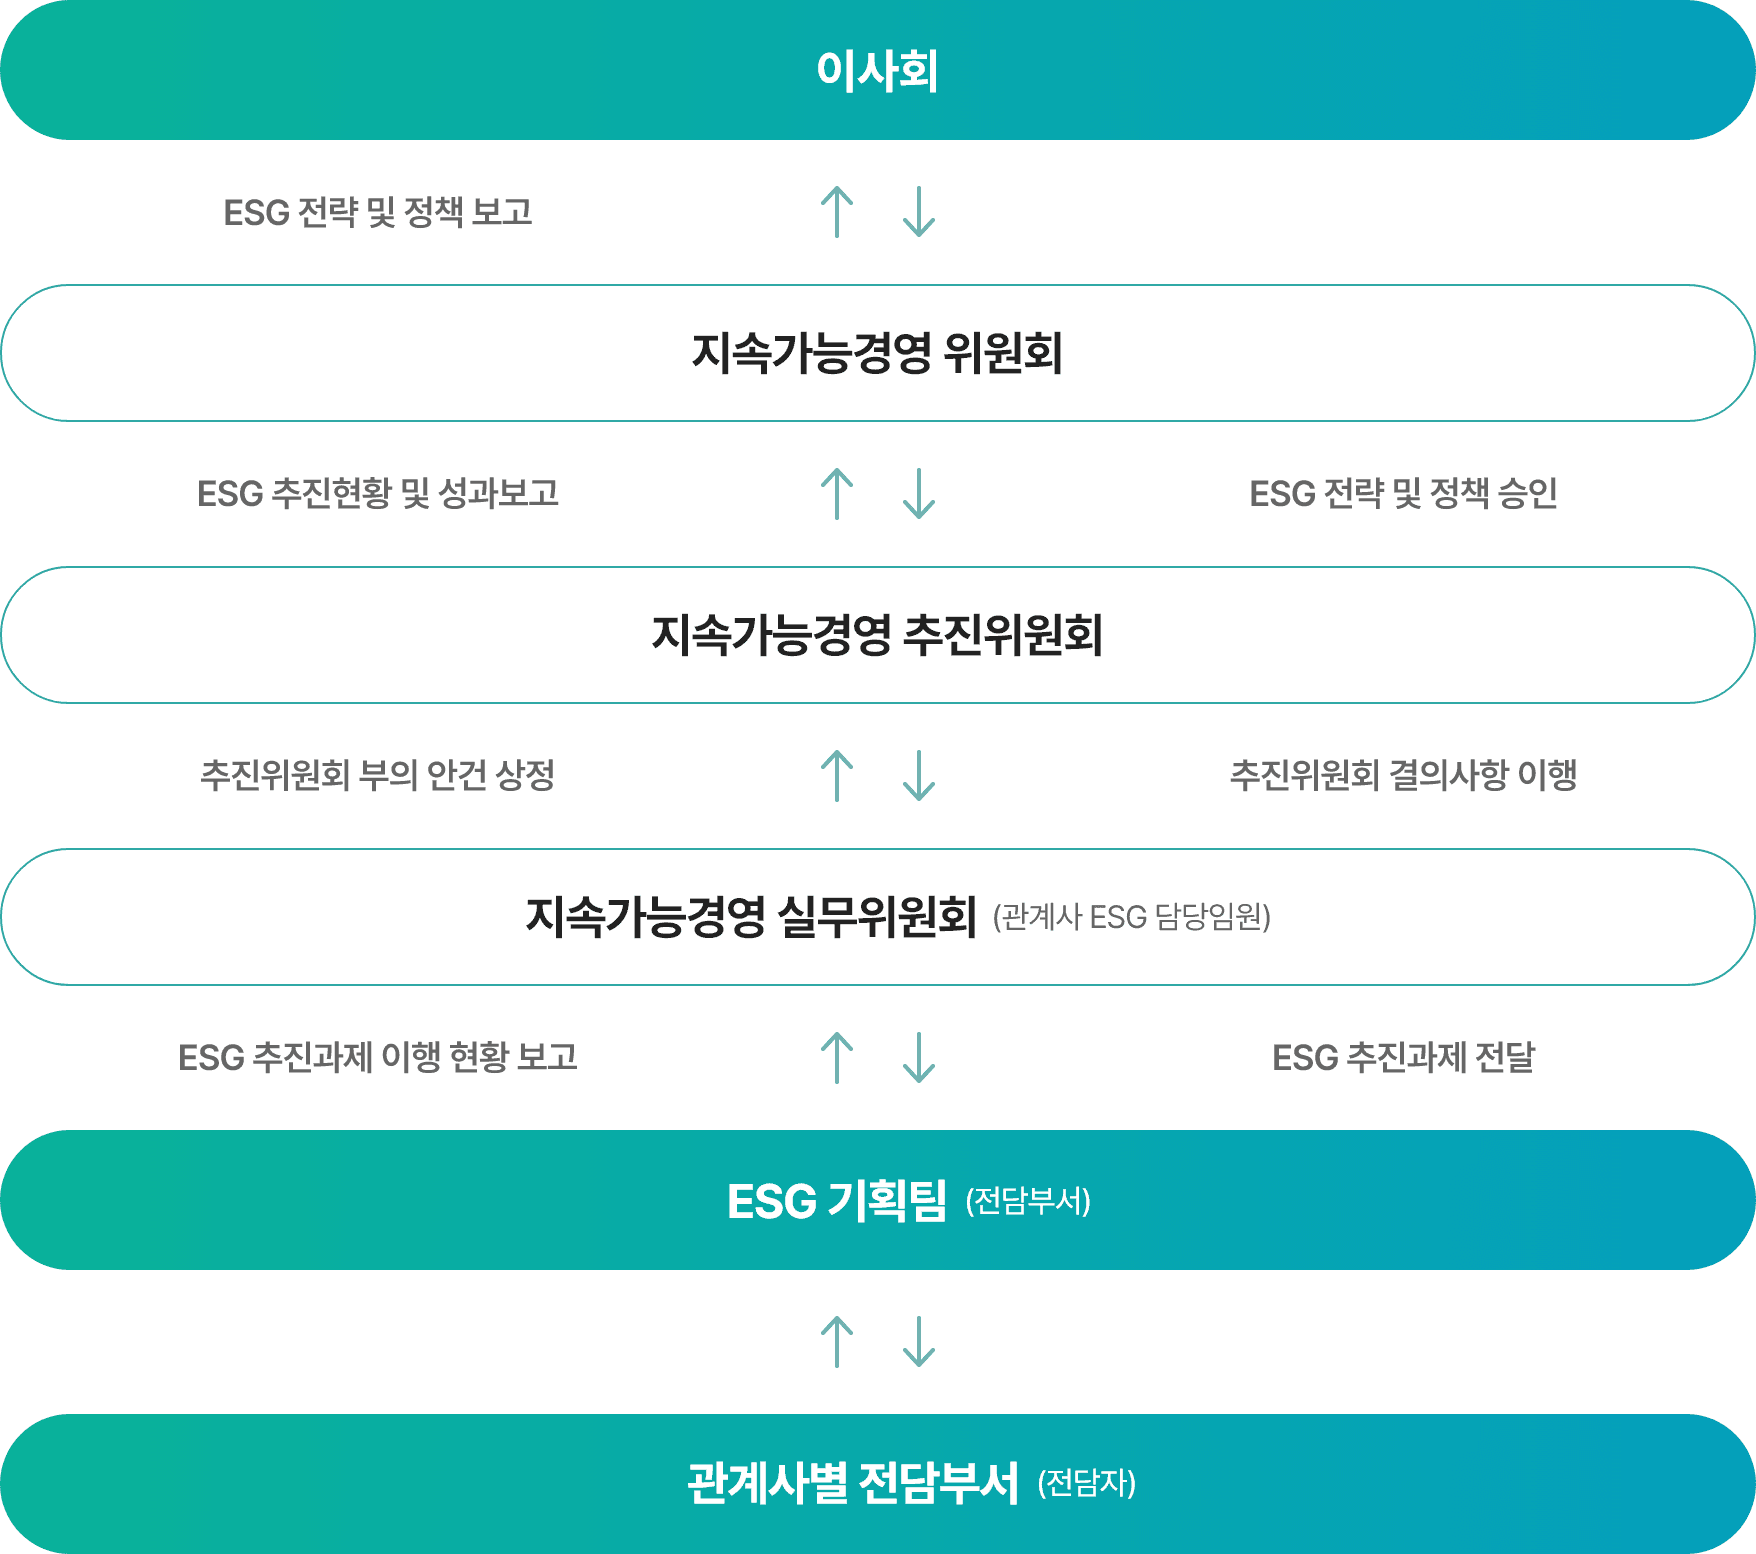 이사회
ESG 전략 및 정책 보고
지속가능경영 위원회
ESG 추진현황 및 성과보고
ESG 전략 및 정책 승인
지속가능경영 추진위원회
추진위원회 부의 안건 상정
추진위원회 결의사항 이행
지속가능경영 실무위원회 (관계사 ESG 담당임원)
ESG 추진과제 이행 현황 보고
ESG 추진과제 전달
ESG 기획팀 (전담부서)
관계사별 전담부서 (전담자)